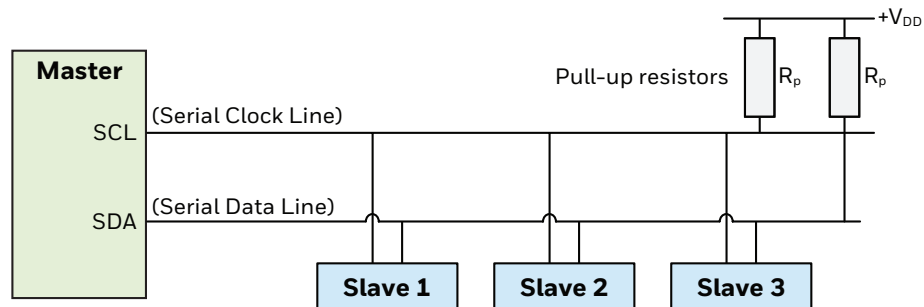 +V_DD
Master
Pull-up resistors
R_p
R_p
(Serial Clock Line)
SCL
(Serial Data Line)
SDA
Slave 1
Slave 2
Slave 3